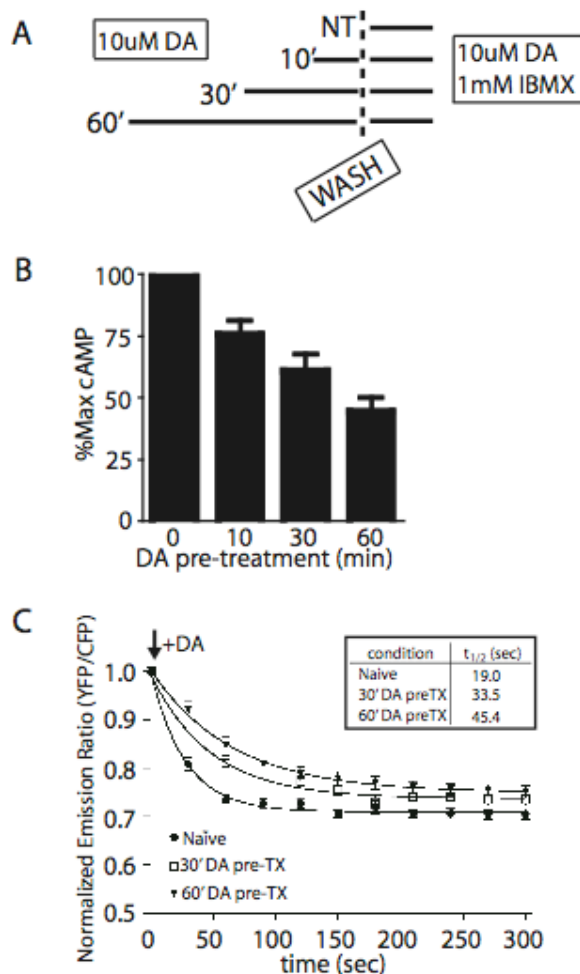 A
10uM DA
NT
10'
30'
60'
10uM DA
1mM IBMX
WASH
B
%Max cAMP
100
75
50
25
0
0 10 30 60
DA pre-treatment (min)
C
+DA
Normalized Emission Ratio (YFP/CFP)
1.0
0.9
0.8
0.7
0.6
0.5
condition t1/2 (sec)
Naive 19.0
30' DA preTX 33.5
60' DA preTX 45.4
Naïve
30' DA pre-TX
60' DA pre-TX
0 50 100 150 200 250 300
time (sec)